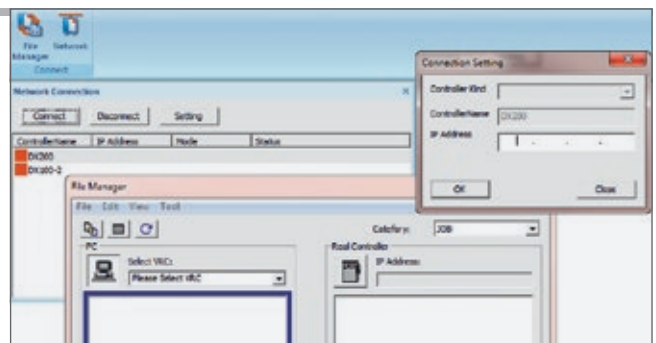 File Manager
Network
Connect
Network Connection
Connect Disconnect Setting
ControllerName IP Address Mode Status
DX200
DX200-2
Connection Setting
Controller Kind
ControllerName DX200
IP Address
OK Close
File Manager
File Edit View Tool
Category: JOB
PC
Select VRC:
Please Select VRC
Real Controller
IP Address: